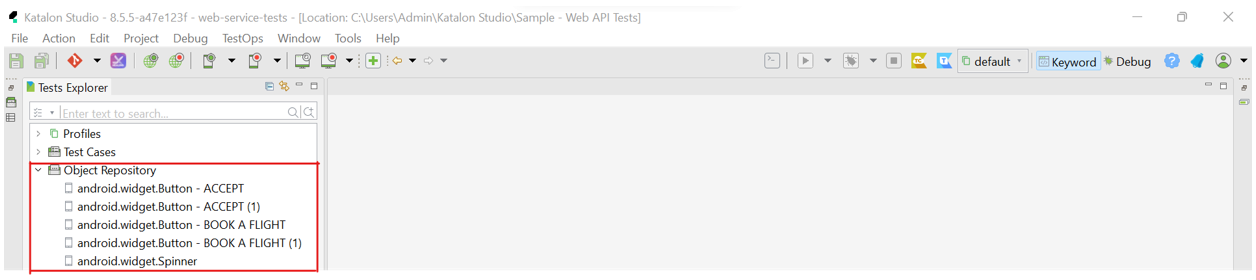 Katalon Studio - 8.5.5-a47e123f - web-service-tests - [Location: C:\Users\Admin\Katalon Studio\Sample - Web API Tests]
File Action Edit Project Debug TestOps Window Tools Help
TC T default Keyword Debug
Tests Explorer
Enter text to search...
Profiles
Test Cases
Object Repository
android.widget.Button - ACCEPT
android.widget.Button - ACCEPT (1)
android.widget.Button - BOOK A FLIGHT
android.widget.Button - BOOK A FLIGHT (1)
android.widget.Spinner